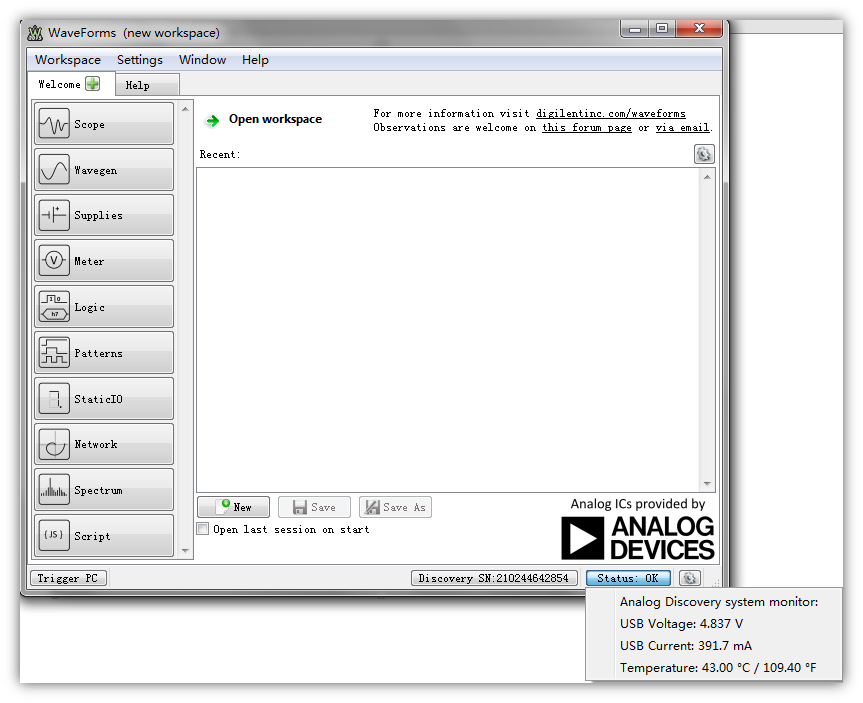 WaveForms (new workspace)
Workspace Settings Window Help
Welcome Help
Scope
Wavegen
Supplies
Meter
Logic
Patterns
StaticIO
Network
Spectrum
{JS} Script
Open workspace
For more information visit digilentinc.com/waveforms
Observations are welcome on this forum page or via email.
Recent:
New Save Save As
Open last session on start
Analog ICs provided by
ANALOG
DEVICES
Trigger PC Discovery SN:210244642854 Status: OK
Analog Discovery system monitor:
USB Voltage: 4.837 V
USB Current: 391.7 mA
Temperature: 43.00 °C / 109.40 °F